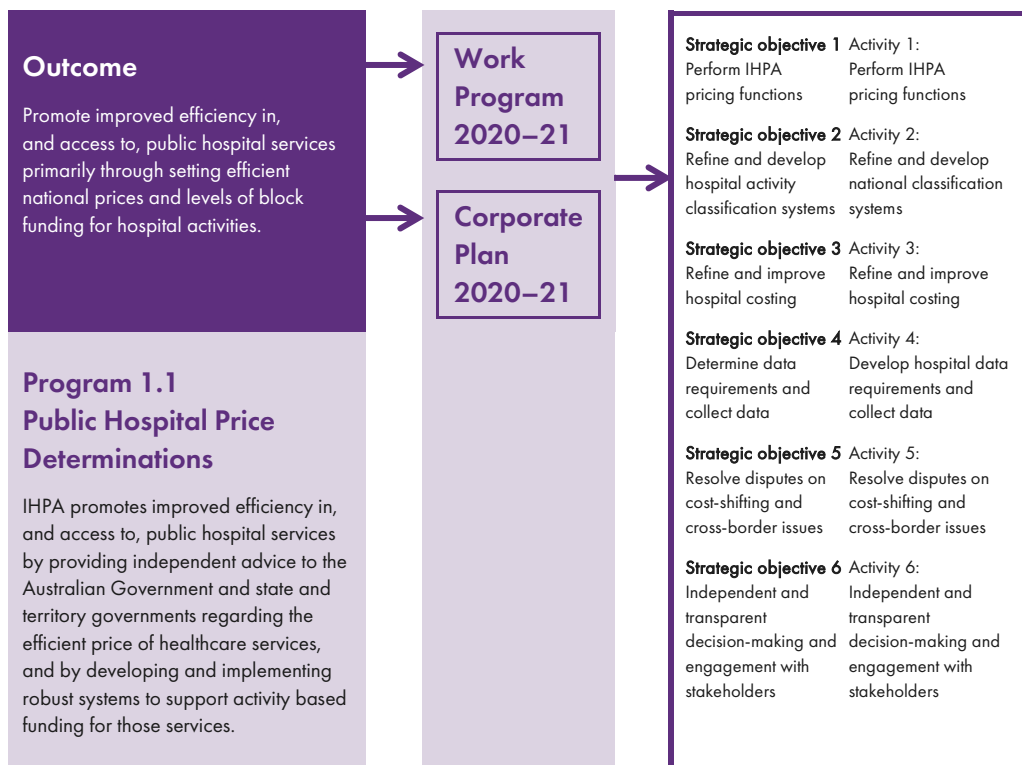 Outcome
Promote improved efficiency in,
and access to, public hospital services
primarily through setting efficient
national prices and levels of block
funding for hospital activities.
Program 1.1
Public Hospital Price
Determinations
IHPA promotes improved efficiency in,
and access to, public hospital services
by providing independent advice to the
Australian Government and state and
territory governments regarding the
efficient price of healthcare services,
and by developing and implementing
robust systems to support activity based
funding for those services.
Work
Program
2020–21
Corporate
Plan
2020–21
Strategic objective 1
Perform IHPA
pricing functions
Activity 1:
Perform IHPA
pricing functions
Strategic objective 2
Refine and develop
hospital activity
classification systems
Activity 2:
Refine and develop
national classification
systems
Strategic objective 3
Refine and improve
hospital costing
Activity 3:
Refine and improve
hospital costing
Strategic objective 4
Determine data
requirements and
collect data
Activity 4:
Develop hospital data
requirements and
collect data
Strategic objective 5
Resolve disputes on
cost-shifting and
cross-border issues
Activity 5:
Resolve disputes on
cost-shifting and
cross-border issues
Strategic objective 6
Independent and
transparent
decision-making and
engagement with
stakeholders
Activity 6:
Independent and
transparent
decision-making and
engagement with
stakeholders